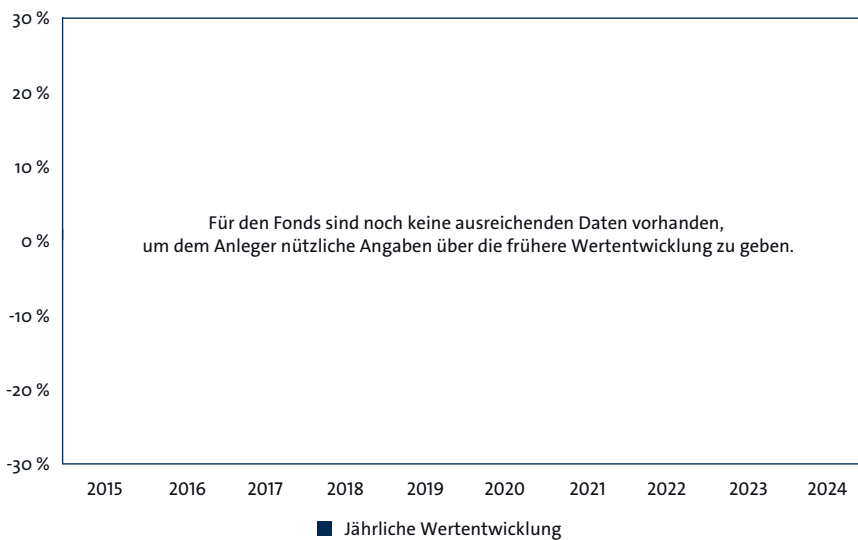 30 %
20 %
10 %
Für den Fonds sind noch keine ausreichenden Daten vorhanden,
0 %
um dem Anleger nützliche Angaben über die frühere Wertentwicklung zu geben.
-10 %
-20 %
-30 %
2015 2016 2017 2018 2019 2020 2021 2022 2023 2024
Jährliche Wertentwicklung